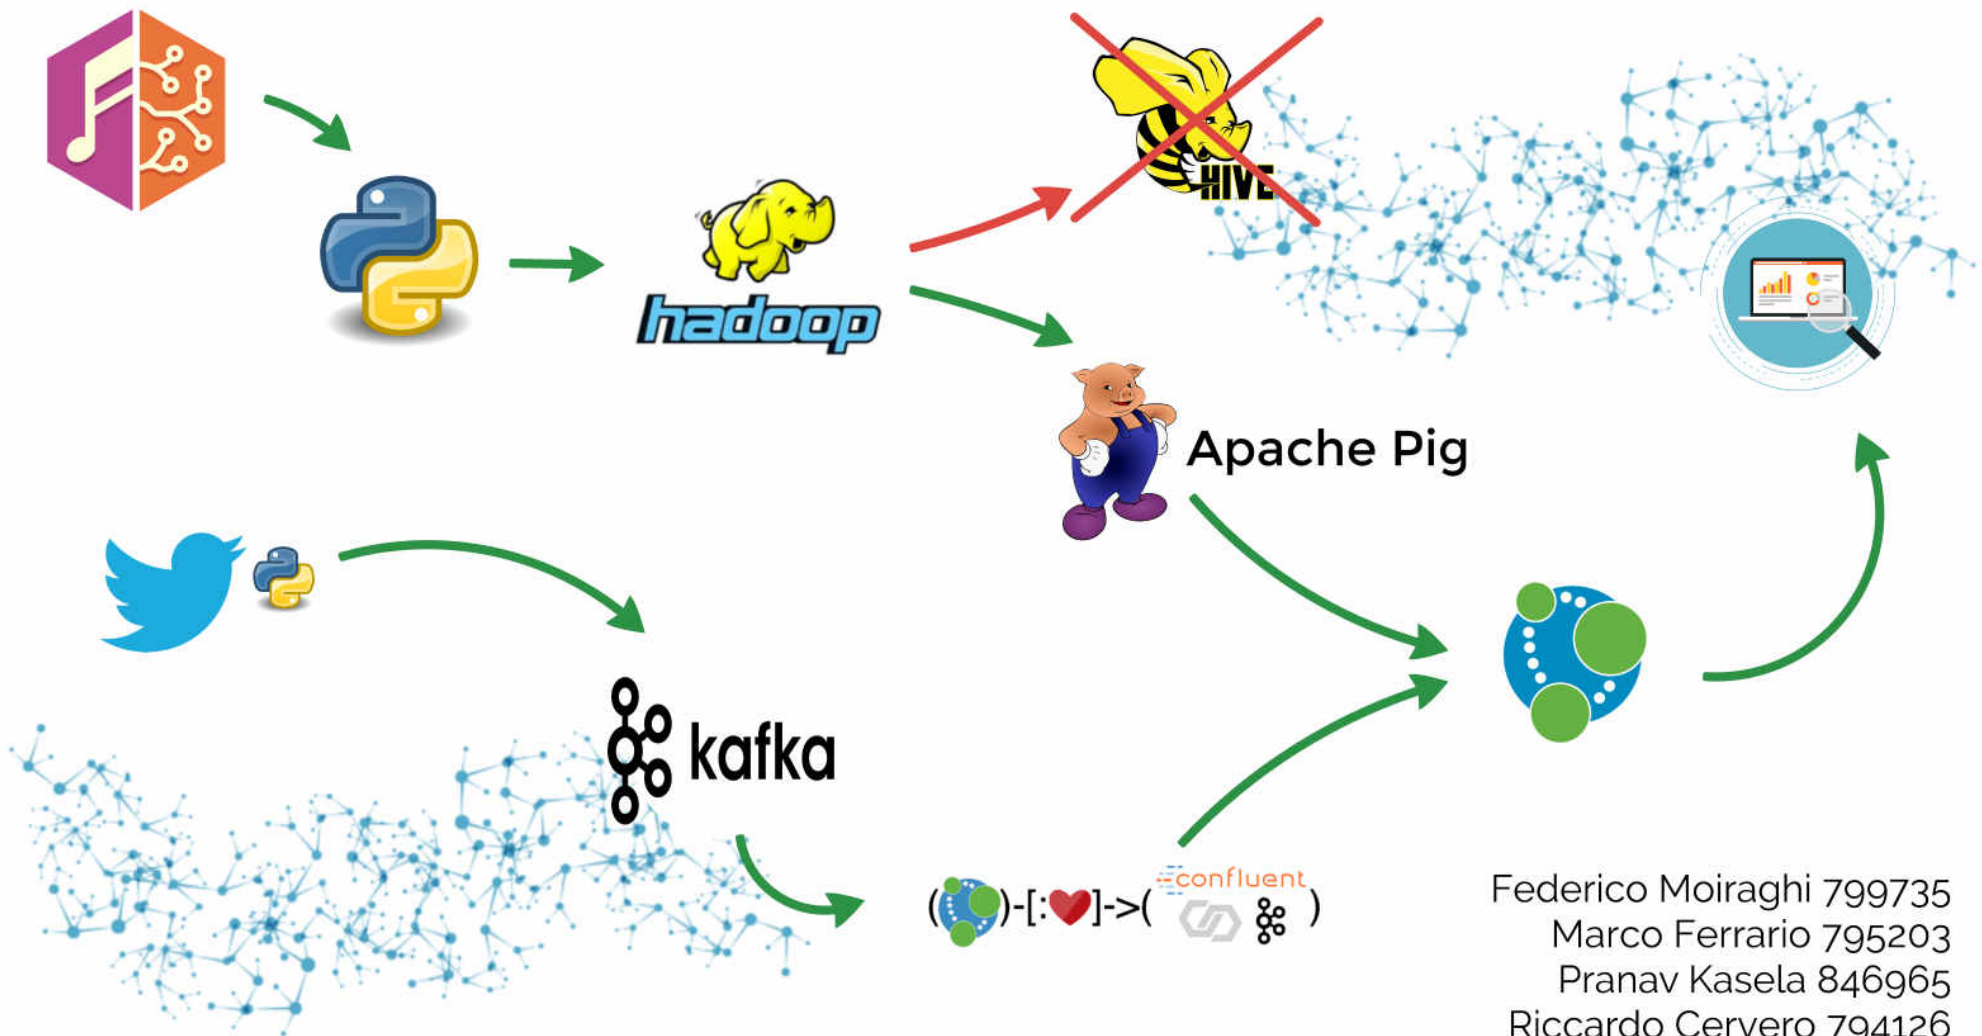 HIVE
hadoop
Apache Pig
kafka
confluent
( )-[: ]->( )
Federico Moiraghi 799735
Marco Ferrario 795203
Pranav Kasela 846965
Riccardo Cervero 794126